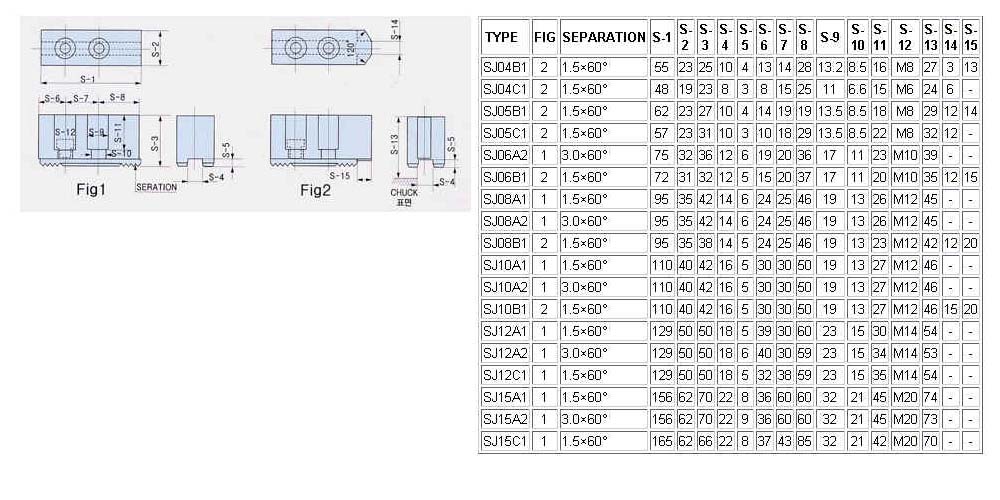 S-14
S-2
120°
S-1
S-6 S-7 S-8
S-12 S-9 S-11 S-3 S-5 S-13 S-5
S-10
S-4 S-15 S-4
Fig1 SERATION Fig2 CHUCK
표면
TYPE FIG SEPARATION S-1 S-2 S-3 S-4 S-5 S-6 S-7 S-8 S-9 S-10 S-11 S-12 S-13 S-14 S-15
SJ04B1 2 1.5×60° 55 23 25 10 4 13 14 28 13.2 8.5 16 M8 27 3 13
SJ04C1 2 1.5×60° 48 19 23 8 3 8 15 25 11 6.6 15 M6 24 6 -
SJ05B1 2 1.5×60° 62 23 27 10 4 14 19 19 13.5 8.5 18 M8 29 12 14
SJ05C1 2 1.5×60° 57 23 31 10 3 10 18 29 13.5 8.5 22 M8 32 12 -
SJ06A2 1 3.0×60° 75 32 36 12 6 19 20 36 17 11 23 M10 39 - -
SJ06B1 2 1.5×60° 72 31 32 12 5 15 20 37 17 11 20 M10 35 12 15
SJ08A1 1 1.5×60° 95 35 42 14 6 24 25 46 19 13 26 M12 45 - -
SJ08A2 1 3.0×60° 95 35 42 14 6 24 25 46 19 13 26 M12 45 - -
SJ08B1 2 1.5×60° 95 35 38 14 5 24 25 46 19 13 23 M12 42 12 20
SJ10A1 1 1.5×60° 110 40 42 16 5 30 30 50 19 13 27 M12 46 - -
SJ10A2 1 3.0×60° 110 40 42 16 6 30 30 50 19 13 27 M12 46 - -
SJ10B1 2 1.5×60° 110 40 42 16 5 30 30 50 19 13 27 M12 46 15 20
SJ12A1 1 1.5×60° 129 50 50 18 5 39 30 60 23 15 30 M14 54 - -
SJ12A2 1 3.0×60° 129 50 50 18 6 40 30 59 23 15 34 M14 53 - -
SJ12C1 1 1.5×60° 129 50 50 18 5 32 38 59 23 15 35 M14 54 - -
SJ15A1 1 1.5×60° 156 62 70 22 8 36 60 60 32 21 45 M20 74 - -
SJ15A2 1 3.0×60° 156 62 70 22 9 36 60 60 32 21 45 M20 73 - -
SJ15C1 1 1.5×60° 165 62 66 22 8 37 43 85 32 21 42 M20 70 - -